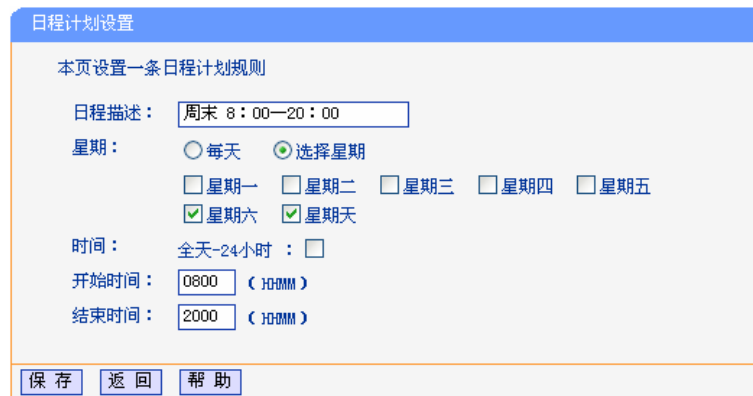 日程计划设置
本页设置一条日程计划规则
日程描述： 周末 8：00—20：00
星期： 每天 选择星期
星期一 星期二 星期三 星期四 星期五
星期六 星期天
时间： 全天-24小时 ：
开始时间： 0800 (HHMM)
结束时间： 2000 (HHMM)
保 存 返 回 帮 助